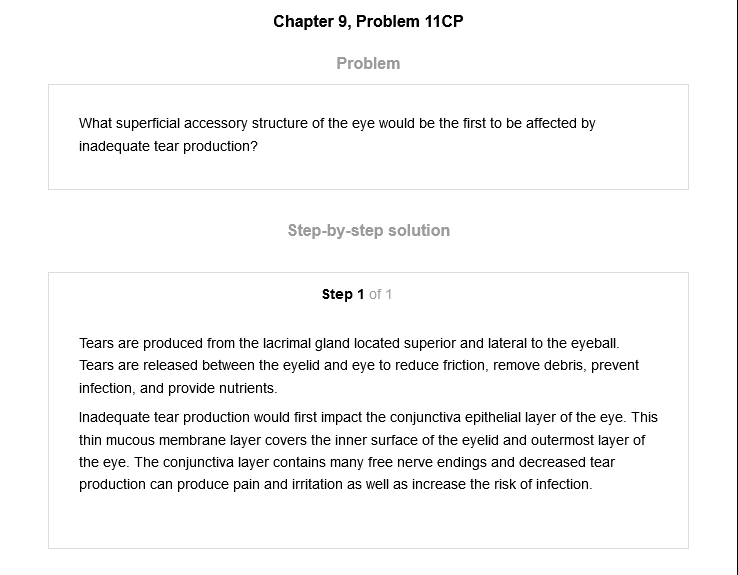 Chapter 9, Problem 11CP
Problem
What superficial accessory structure of the eye would be the first to be affected by
inadequate tear production?
Step-by-step solution
Step 1 of 1
Tears are produced from the lacrimal gland located superior and lateral to the eyeball.
Tears are released between the eyelid and eye to reduce friction, remove debris, prevent
infection, and provide nutrients.
Inadequate tear production would first impact the conjunctiva epithelial layer of the eye. This
thin mucous membrane layer covers the inner surface of the eyelid and outermost layer of
the eye. The conjunctiva layer contains many free nerve endings and decreased tear
production can produce pain and irritation as well as increase the risk of infection.